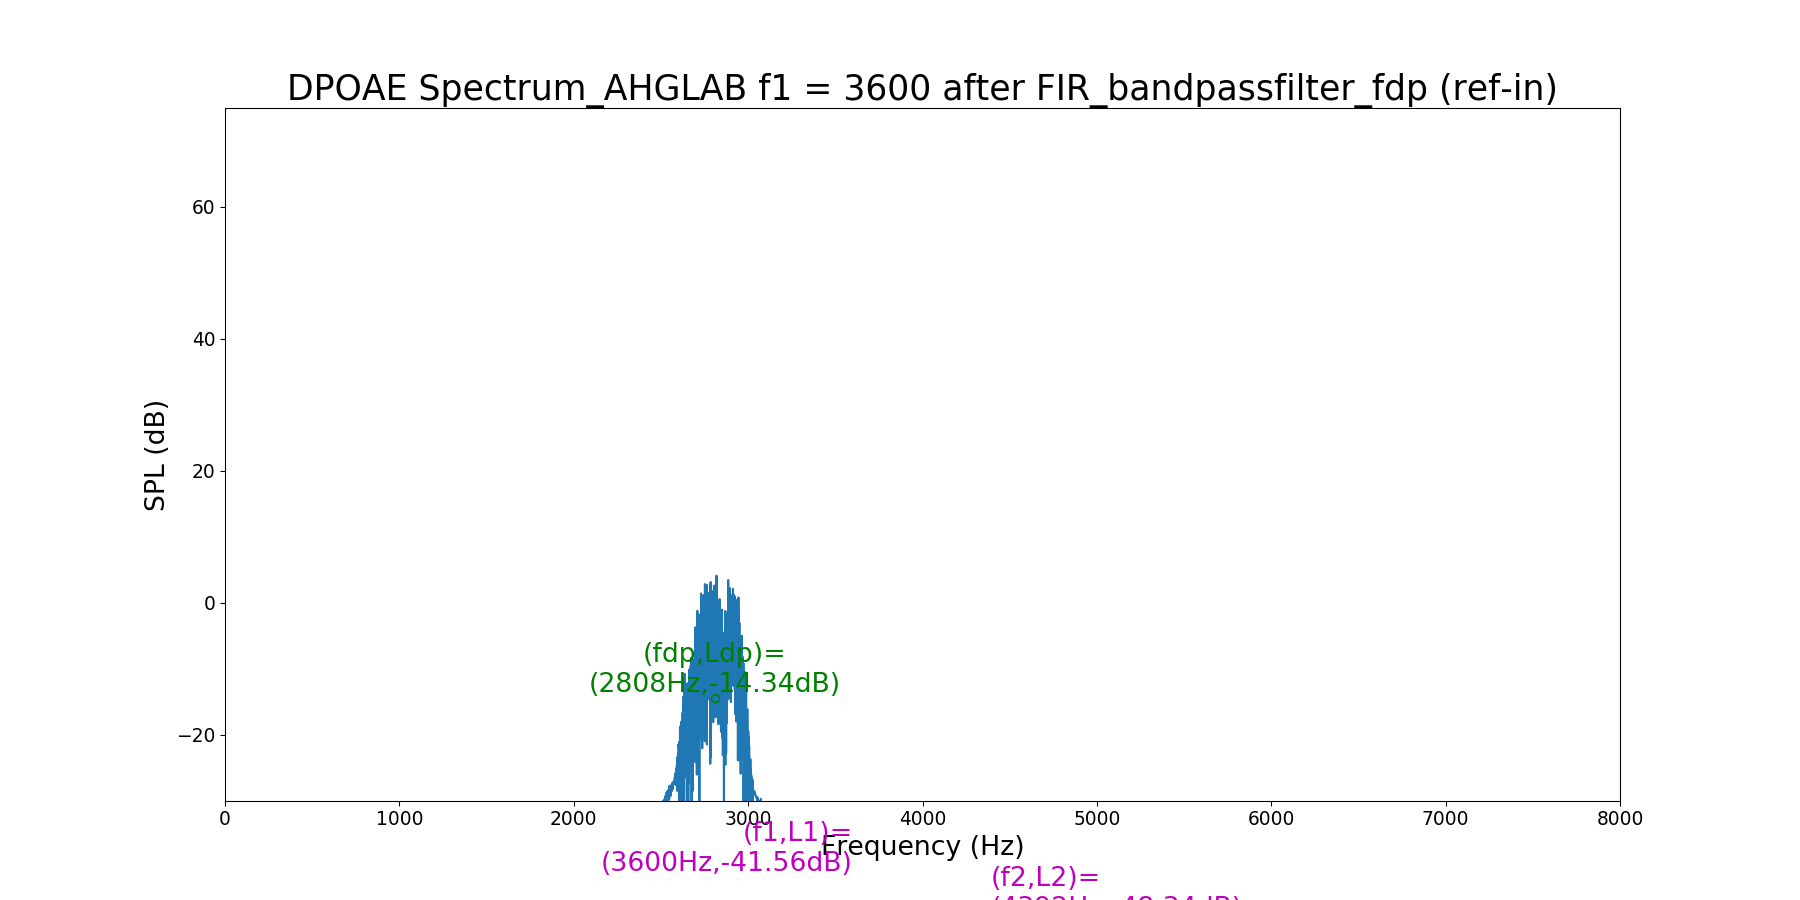 DPOAE Spectrum_AHGLAB f1 = 3600 after FIR_bandpassfilter_fdp (ref-in)
SPL (dB)
60
40
20
0
−20
(fdp,Ldp)=
(2808Hz,-14.34dB)
0 1000 2000 3000 4000 5000 6000 7000 8000
(f1,L1)=
(3600Hz,-41.56dB)
Frequency (Hz)
(f2,L2)=